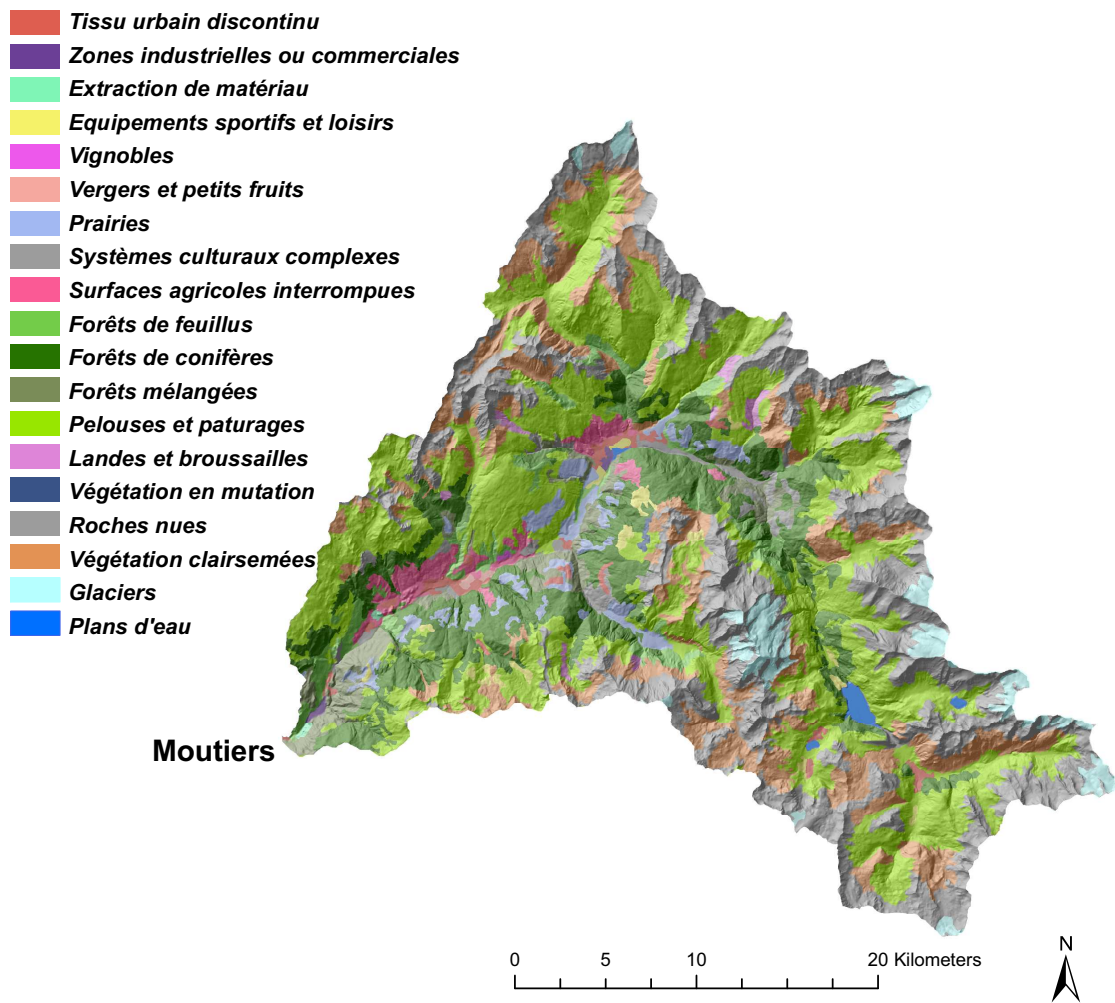 Tissu urbain discontinu
Zones industrielles ou commerciales
Extraction de matériau
Equipements sportifs et loisirs
Vignobles
Vergers et petits fruits
Prairies
Systèmes culturaux complexes
Surfaces agricoles interrompues
Forêts de feuillus
Forêts de conifères
Forêts mélangées
Pelouses et paturages
Landes et broussailles
Végétation en mutation
Roches nues
Végétation clairsemées
Glaciers
Plans d'eau
Moutiers
N
0 5 10 20 Kilometers